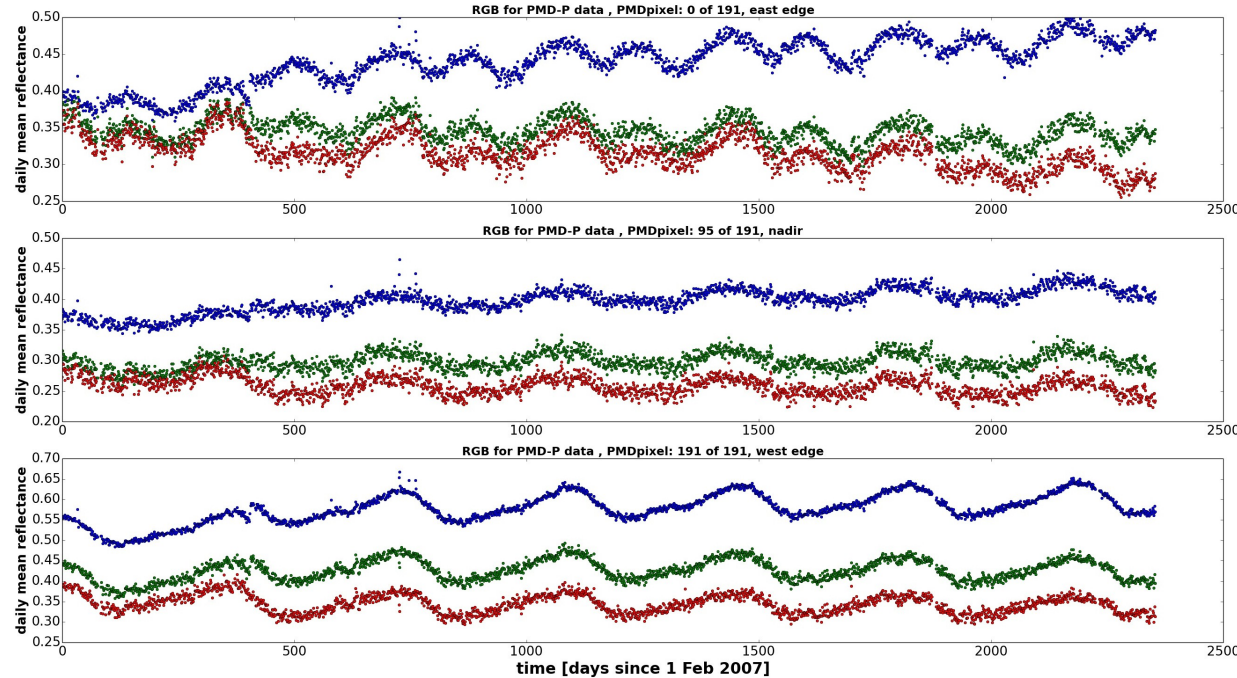 RGB for PMD-P data , PMDpixel: 0 of 191, east edge
daily mean reflectance
0.50
0.45
0.40
0.35
0.30
0.25
0 500 1000 1500 2000 2500
RGB for PMD-P data , PMDpixel: 95 of 191, nadir
daily mean reflectance
0.50
0.45
0.40
0.35
0.30
0.25
0.20
0 500 1000 1500 2000 2500
RGB for PMD-P data , PMDpixel: 191 of 191, west edge
daily mean reflectance
0.70
0.65
0.60
0.55
0.50
0.45
0.40
0.35
0.30
0.25
0 500 1000 1500 2000 2500
time [days since 1 Feb 2007]